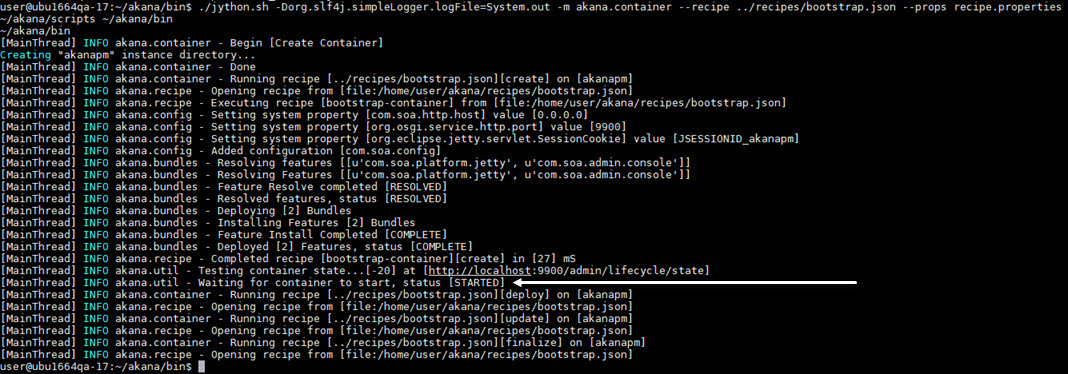 user@ubu1664qa-17:~/akana/bin$ ./jython.sh -Dorg.slf4j.simpleLogger.logFile=System.out -m akana.container --recipe ../recipes/bootstrap.json --props recipe.properties
~/akana/scripts ~/akana/bin
~/akana/bin
[MainThread] INFO akana.container - Begin [Create Container]
Creating "akanapm" instance directory...
[MainThread] INFO akana.container - Done
[MainThread] INFO akana.container - Running recipe [../recipes/bootstrap.json][create] on [akanapm]
[MainThread] INFO akana.recipe - Opening recipe from [file:/home/user/akana/recipes/bootstrap.json]
[MainThread] INFO akana.recipe - Executing recipe [bootstrap-container] from [file:/home/user/akana/recipes/bootstrap.json]
[MainThread] INFO akana.config - Setting system property [com.soa.http.host] value [0.0.0.0]
[MainThread] INFO akana.config - Setting system property [org.osgi.service.http.port] value [9900]
[MainThread] INFO akana.config - Setting system property [org.eclipse.jetty.servlet.SessionCookie] value [JSESSIONID_akanapm]
[MainThread] INFO akana.config - Added configuration [com.soa.config]
[MainThread] INFO akana.bundles - Resolving features [[u'com.soa.platform.jetty', u'com.soa.admin.console']]
[MainThread] INFO akana.bundles - Resolving Features [[u'com.soa.platform.jetty', u'com.soa.admin.console']]
[MainThread] INFO akana.bundles - Feature Resolve completed [RESOLVED]
[MainThread] INFO akana.bundles - Resolved features, status [RESOLVED]
[MainThread] INFO akana.bundles - Deploying [2] Bundles
[MainThread] INFO akana.bundles - Installing Features [2] Bundles
[MainThread] INFO akana.bundles - Feature Install Completed [COMPLETE]
[MainThread] INFO akana.bundles - Deployed [2] Features, status [COMPLETE]
[MainThread] INFO akana.recipe - Completed recipe [bootstrap-container][create] in [27] mS
[MainThread] INFO akana.util - Testing container state...[-20] at [http://localhost:9900/admin/lifecycle/state]
[MainThread] INFO akana.util - Waiting for container to start, status [STARTED]
[MainThread] INFO akana.container - Running recipe [../recipes/bootstrap.json][deploy] on [akanapm]
[MainThread] INFO akana.recipe - Opening recipe from [file:/home/user/akana/recipes/bootstrap.json]
[MainThread] INFO akana.container - Running recipe [../recipes/bootstrap.json][update] on [akanapm]
[MainThread] INFO akana.recipe - Opening recipe from [file:/home/user/akana/recipes/bootstrap.json]
[MainThread] INFO akana.container - Running recipe [../recipes/bootstrap.json][finalize] on [akanapm]
[MainThread] INFO akana.recipe - Opening recipe from [file:/home/user/akana/recipes/bootstrap.json]
user@ubu1664qa-17:~/akana/bin$